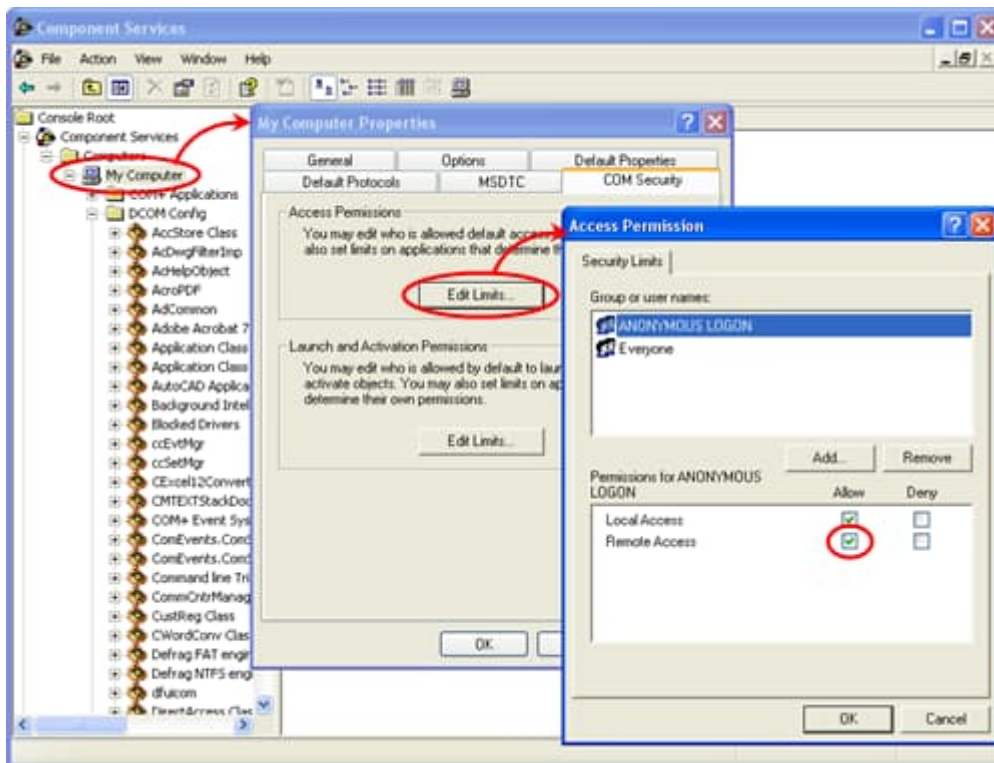 Component Services
File Action View Window Help
Console Root
Component Services
Computers
My Computer
COM+ Applications
DCOM Config
AccStore Class
AcDwgFilterImp
AcHelpObject
AcroPDF
AdCommon
Adobe Acrobat 7
Application Class
Application Class
AutoCAD Applica
Background Intel
Blocked Drivers
ccEvtMgr
ccSetMgr
CExcel12Convert
CMTEXTStackDoc
COM+ Event Sys
ComEvents.Com
ComEvents.Com
Command line Tri
CommCntrManag
CustReg Class
CWordConv Clas
Defrag FAT engin
Defrag NTFS eng
dfuicom
DirectAccess Clas
My Computer Properties
General Options Default Properties
Default Protocols MSDTC COM Security
Access Permissions
You may edit who is allowed default acces
also set limits on applications that determine th
Edit Limits...
Launch and Activation Permissions
You may edit who is allowed by default to laun
activate objects. You may also set limits on ap
determine their own permissions.
Edit Limits...
OK
Access Permission
Security Limits
Group or user names:
ANONYMOUS LOGON
Everyone
Add... Remove
Permissions for ANONYMOUS
LOGON Allow Deny
Local Access
Remote Access
OK Cancel